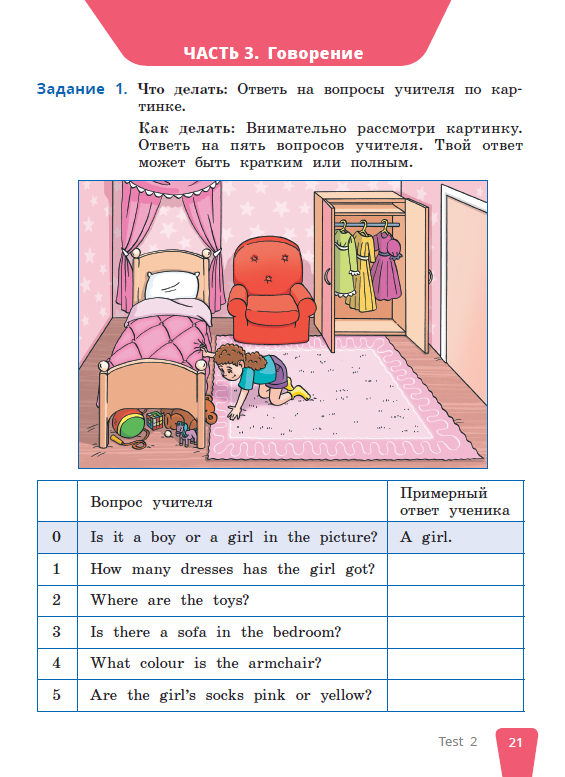 ЧАСТЬ 3. Говорение
Задание 1. Что делать: Ответь на вопросы учителя по кар-
тинке.
Как делать: Внимательно рассмотри картинку.
Ответь на пять вопросов учителя. Твой ответ
может быть кратким или полным.
Вопрос учителя
Примерный
ответ ученика
0 Is it a boy or a girl in the picture? A girl.
1 How many dresses has the girl got?
2 Where are the toys?
3 Is there a sofa in the bedroom?
4 What colour is the armchair?
5 Are the girl's socks pink or yellow?
Test 2 21